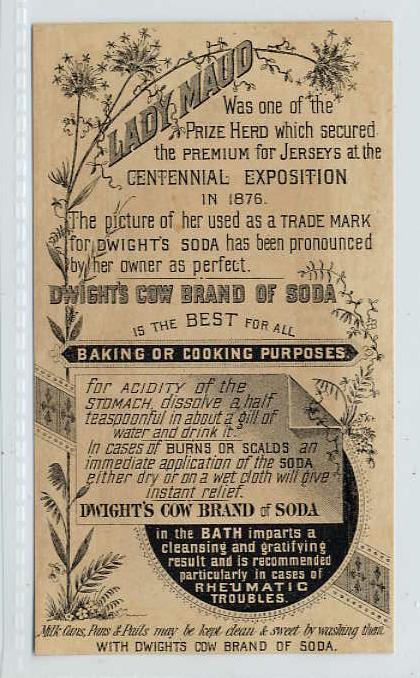 LADY MAUD
Was one of the
PRIZE HERD which secured
the PREMIUM for JERSEYS at the
CENTENNIAL EXPOSITION
IN 1876.
The picture of her used as a TRADE MARK
for DWIGHT'S SODA has been pronounced
by her owner as perfect.
DWIGHT'S COW BRAND OF SODA
IS THE BEST FOR ALL
BAKING OR COOKING PURPOSES.
For ACIDITY of the
STOMACH, dissolve a half
teaspoonful in about a gill of
water and drink it.
In cases of BURNS OR SCALDS an
immediate application of the SODA
either dry or on a wet cloth will give
instant relief.
DWIGHT'S COW BRAND of SODA
in the BATH imparts a
cleansing and gratifying
result and is recommended
particularly in cases of
RHEUMATIC
TROUBLES.
Milk Cans, Pans & Pails may be kept clean & sweet by washing them
WITH DWIGHTS COW BRAND OF SODA.